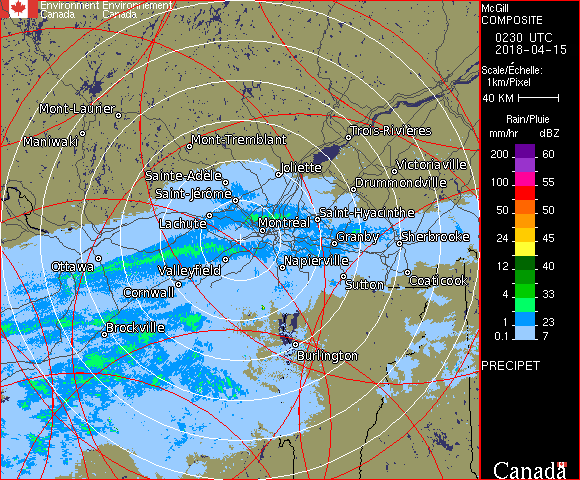 Environment Environnement
Canada Canada
McGill
COMPOSITE
0230 UTC
2018-04-15
Scale/Échelle:
1km/Pixel
40 KM
Rain/Pluie
mm/hr dBZ
200 60
100 55
50 50
24 45
12 40
4 33
2 30
1 23
0.1 7
PRECIPET
Canada
Mont-Laurier
Maniwaki
Mont-Tremblant
Trois-Rivières
Sainte-Adèle
Joliette
Victoriaville
Saint-Jérôme
Drummondville
Lachute
Montréal
Saint-Hyacinthe
Granby
Sherbrooke
Ottawa
Valleyfield
Napierville
Cornwall
Sutton
Coaticook
Brockville
Burlington